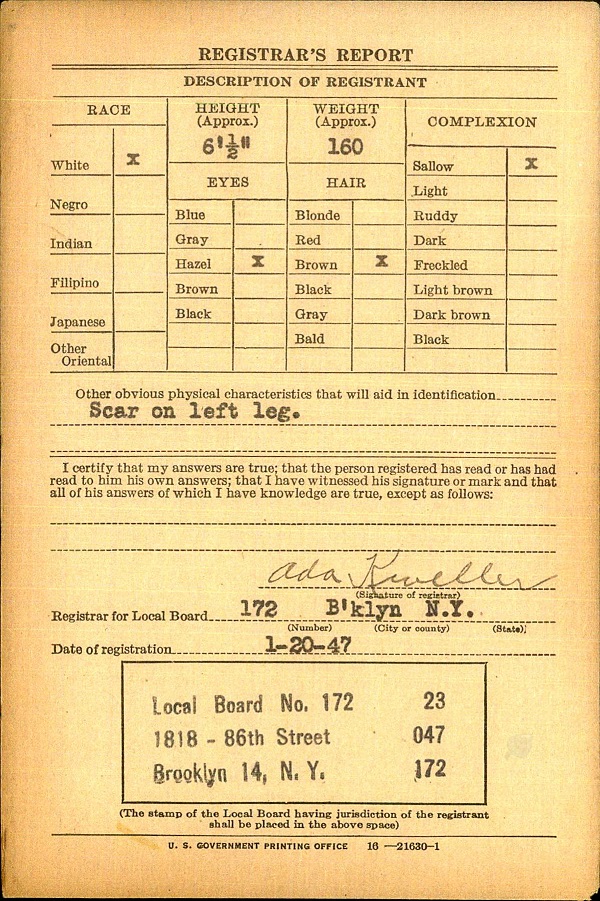 REGISTRAR'S REPORT
DESCRIPTION OF REGISTRANT
RACE
HEIGHT (Approx.)
WEIGHT (Approx.)
COMPLEXION
6'½"
160
White X
Sallow X
EYES
HAIR
Light
Negro
Blue
Blonde
Ruddy
Indian
Gray
Red
Dark
Hazel X
Brown X
Freckled
Filipino
Brown
Black
Light brown
Japanese
Black
Gray
Dark brown
Other Oriental
Bald
Black
Other obvious physical characteristics that will aid in identification
Scar on left leg.
I certify that my answers are true; that the person registered has read or has had
read to him his own answers; that I have witnessed his signature or mark and that
all of his answers of which I have knowledge are true, except as follows:
Ada Kweller
(Signature of registrar)
Registrar for Local Board 172 B'klyn N.Y.
(Number) (City or county) (State)
Date of registration 1-20-47
Local Board No. 172 23
1818 - 86th Street 047
Brooklyn 14, N. Y. 172
(The stamp of the Local Board having jurisdiction of the registrant
shall be placed in the above space)
U. S. GOVERNMENT PRINTING OFFICE 16—21630-1